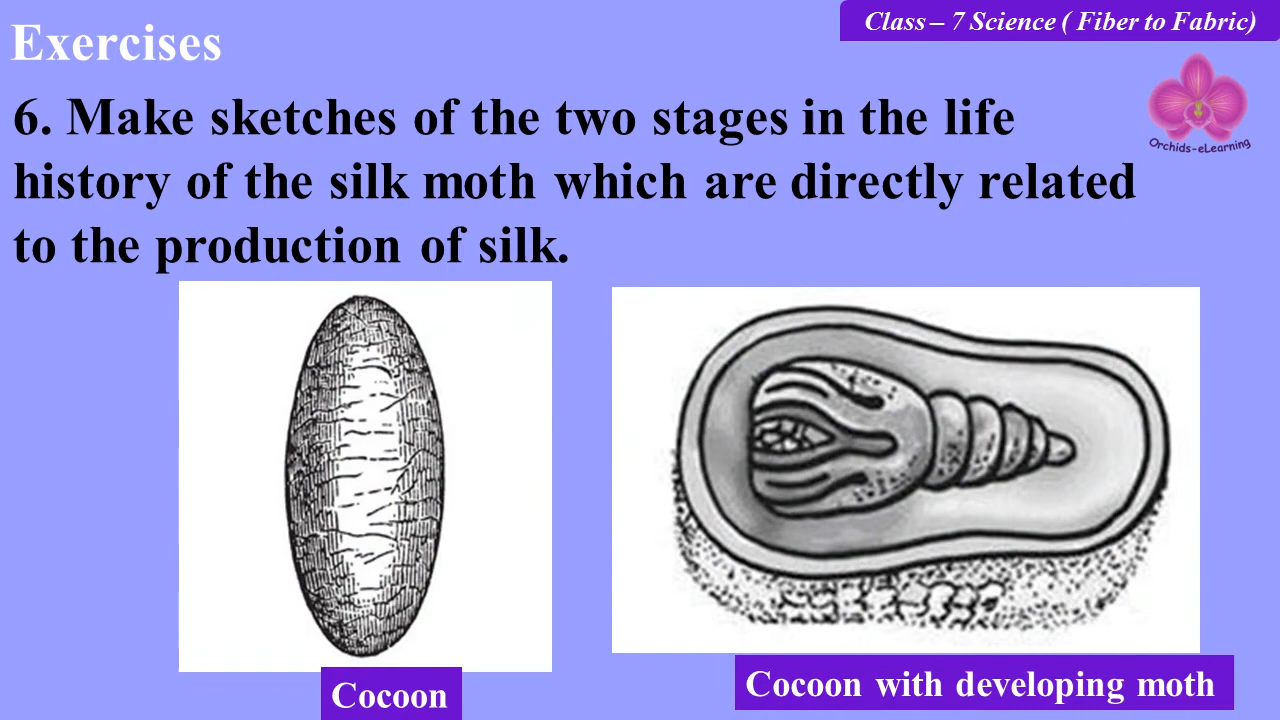 Class – 7 Science ( Fiber to Fabric)
Exercises
6. Make sketches of the two stages in the life
history of the silk moth which are directly related
to the production of silk.
Orchids-eLearning
Cocoon
Cocoon with developing moth